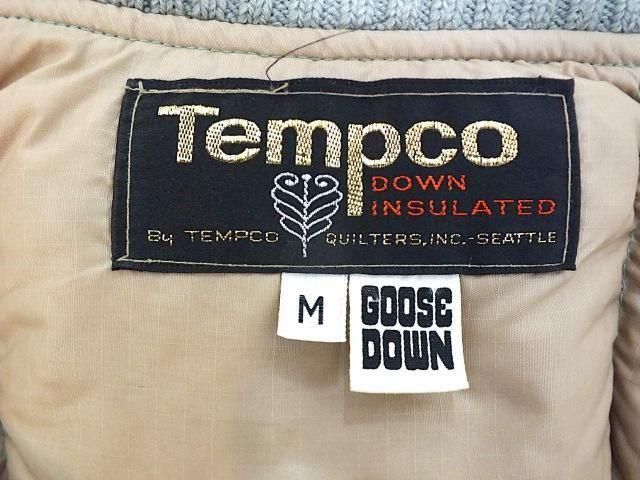 Tempco
DOWN
INSULATED
By TEMPCO QUILTERS, INC.-SEATTLE
M
GOOSE
DOWN